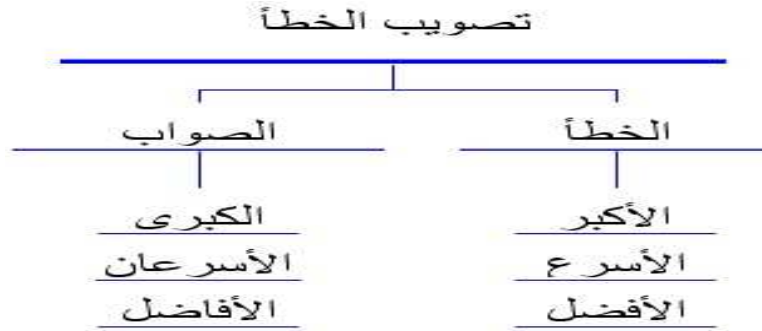 تصويب الخطأ
الخطأ الصواب
الأكبر الكبرى
الأسرع الأسرعان
الأفضل الأفاضل